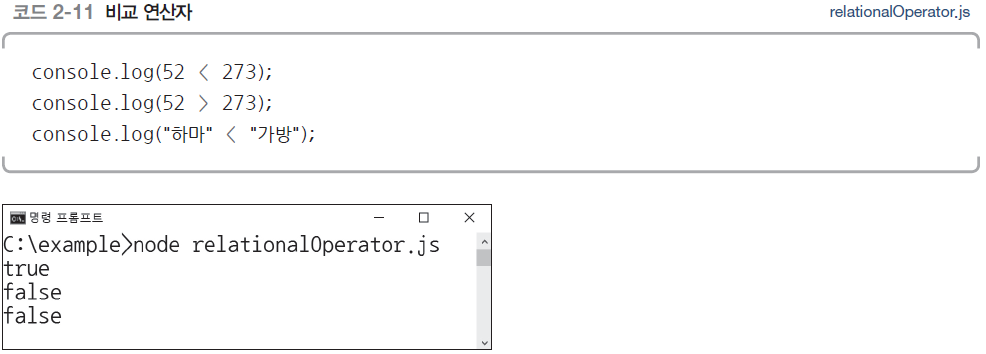 코드 2-11 비교 연산자 relationalOperator.js
console.log(52 < 273);
console.log(52 > 273);
console.log("하마" < "가방");
명령 프롬프트
C:\example>node relationalOperator.js
true
false
false